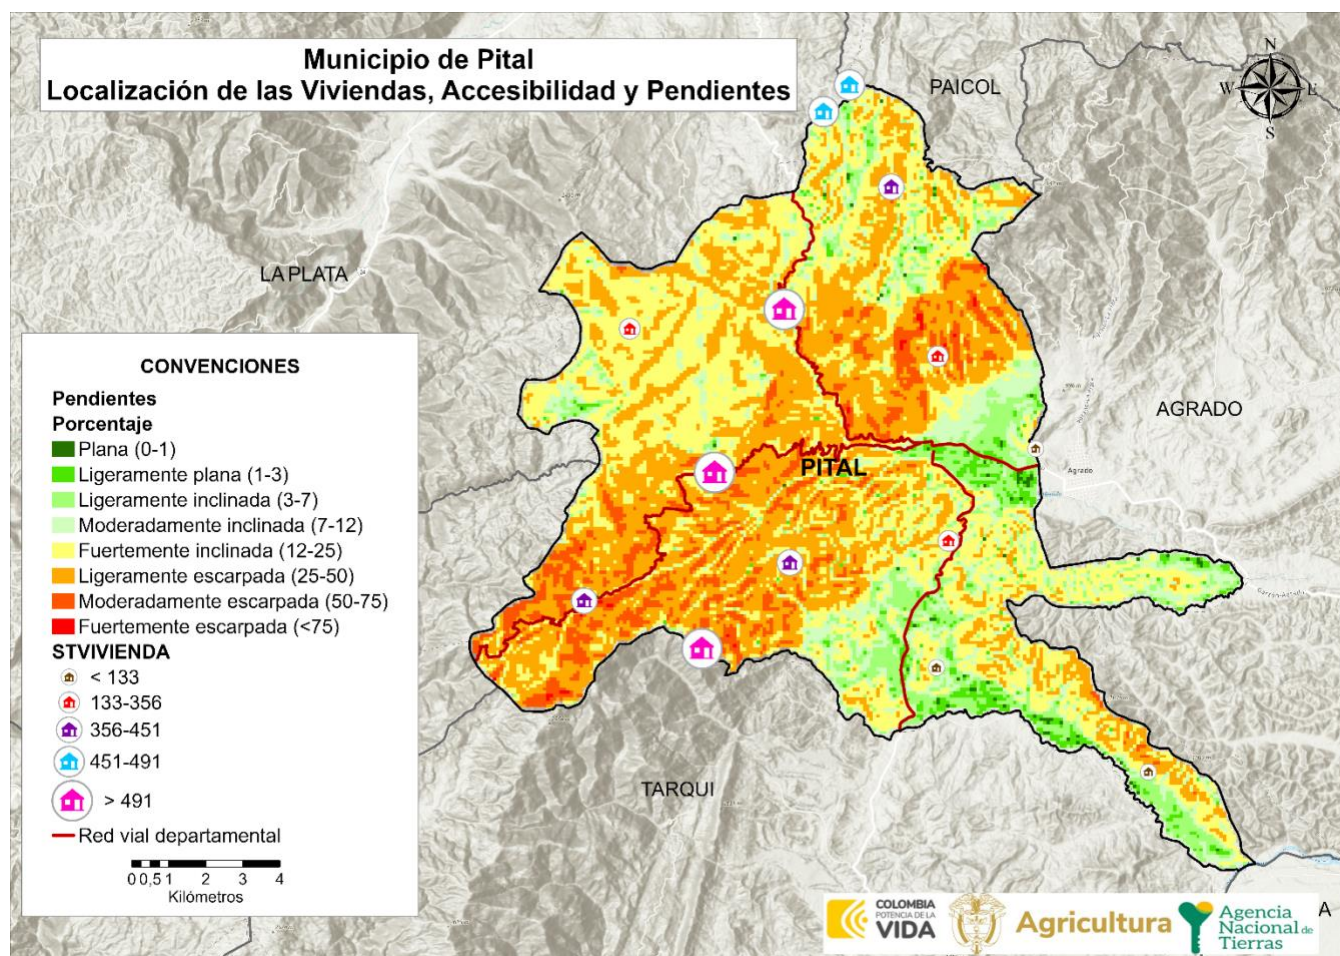 Municipio de Pital
Localización de las Viviendas, Accesibilidad y Pendientes
N
W
E
S
PAICOL
LA PLATA
AGRADO
Agrado
PITAL
Garzón-Agrado
TARQUI
CONVENCIONES
Pendientes
Porcentaje
Plana (0-1)
Ligeramente plana (1-3)
Ligeramente inclinada (3-7)
Moderadamente inclinada (7-12)
Fuertemente inclinada (12-25)
Ligeramente escarpada (25-50)
Moderadamente escarpada (50-75)
Fuertemente escarpada (<75)
STVIVIENDA
< 133
133-356
356-451
451-491
> 491
Red vial departamental
0 0,5 1 2 3 4
Kilómetros
COLOMBIA
POTENCIA DE LA
VIDA
Agricultura
Agencia
Nacional de
Tierras
A